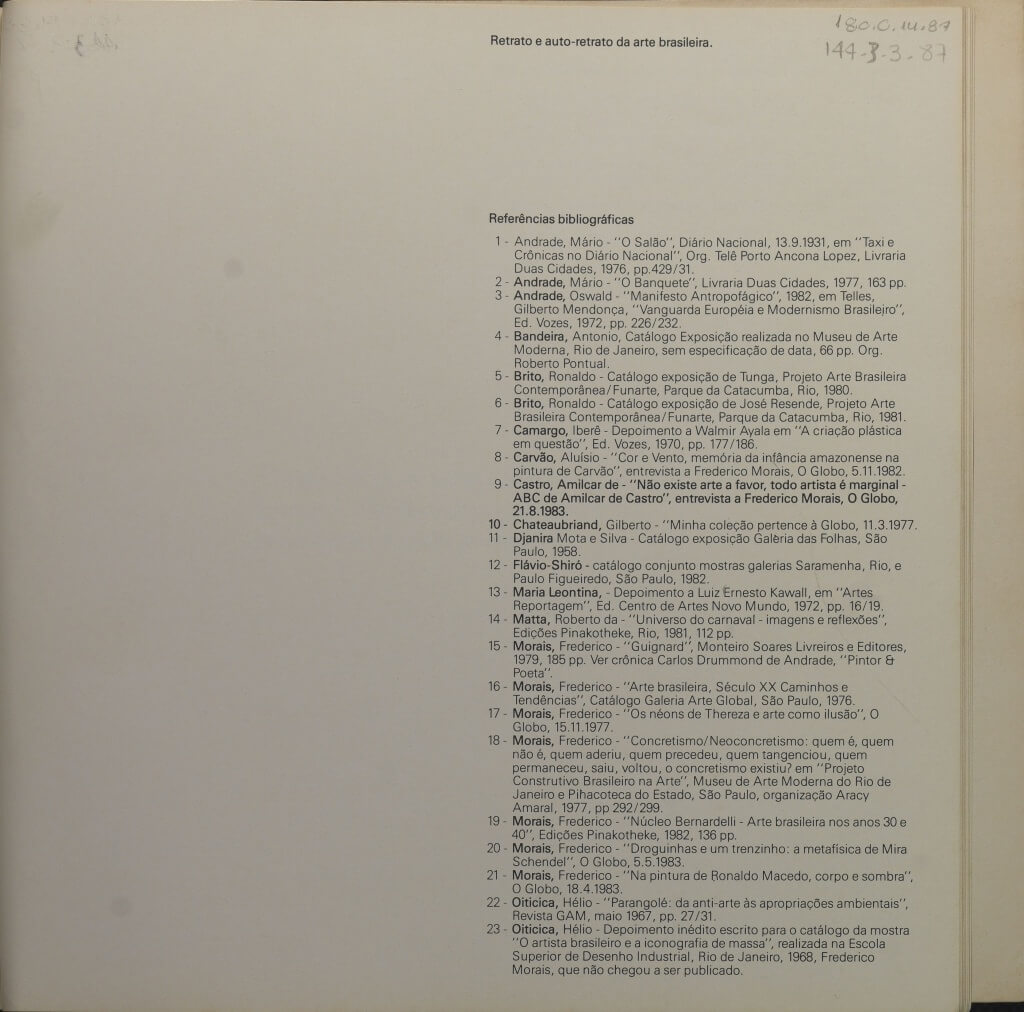 180.0.14.87
144-3-3-87
Retrato e auto-retrato da arte brasileira.
Referências bibliográficas
1 - Andrade, Mário - "O Salão", Diário Nacional, 13.9.1931, em "Taxi e
Crônicas no Diário Nacional", Org. Telê Porto Ancona Lopez, Livraria
Duas Cidades, 1976, pp.429/31.
2 - Andrade, Mário - "O Banquete", Livraria Duas Cidades, 1977, 163 pp.
3 - Andrade, Oswald - "Manifesto Antropofágico", 1982, em Telles,
Gilberto Mendonça, "Vanguarda Européia e Modernismo Brasileiro",
Ed. Vozes, 1972, pp. 226/232.
4 - Bandeira, Antonio, Catálogo Exposição realizada no Museu de Arte
Moderna, Rio de Janeiro, sem especificação de data, 66 pp. Org.
Roberto Pontual.
5 - Brito, Ronaldo - Catálogo exposição de Tunga, Projeto Arte Brasileira
Contemporânea/Funarte, Parque da Catacumba, Rio, 1980.
6 - Brito, Ronaldo - Catálogo exposição de José Resende, Projeto Arte
Brasileira Contemporânea/Funarte, Parque da Catacumba, Rio, 1981.
7 - Camargo, Iberê - Depoimento a Walmir Ayala em "A criação plástica
em questão", Ed. Vozes, 1970, pp. 177/186.
8 - Carvão, Aluísio - "Cor e Vento, memória da infância amazonense na
pintura de Carvão", entrevista a Frederico Morais, O Globo, 5.11.1982.
9 - Castro, Amilcar de - "Não existe arte a favor, todo artista é marginal -
ABC de Amilcar de Castro", entrevista a Frederico Morais, O Globo,
21.8.1983.
10 - Chateaubriand, Gilberto - "Minha coleção pertence à Globo, 11.3.1977.
11 - Djanira Mota e Silva - Catálogo exposição Galeria das Folhas, São
Paulo, 1958.
12 - Flávio-Shiró - catálogo conjunto mostras galerias Saramenha, Rio, e
Paulo Figueiredo, São Paulo, 1982.
13 - Maria Leontina, - Depoimento a Luiz Ernesto Kawall, em "Artes
Reportagem", Ed. Centro de Artes Novo Mundo, 1972, pp. 16/19.
14 - Matta, Roberto da - "Universo do carnaval - imagens e reflexões",
Edições Pinakotheke, Rio, 1981, 112 pp.
15 - Morais, Frederico - "Guignard", Monteiro Soares Livreiros e Editores,
1979, 185 pp. Ver crônica Carlos Drummond de Andrade, "Pintor &
Poeta".
16 - Morais, Frederico - "Arte brasileira, Século XX Caminhos e
Tendências", Catálogo Galeria Arte Global, São Paulo, 1976.
17 - Morais, Frederico - "Os néons de Thereza e arte como ilusão", O
Globo, 15.11.1977.
18 - Morais, Frederico - "Concretismo/Neoconcretismo: quem é, quem
não é, quem aderiu, quem precedeu, quem tangenciou, quem
permaneceu, saiu, voltou, o concretismo existiu? em "Projeto
Construtivo Brasileiro na Arte", Museu de Arte Moderna do Rio de
Janeiro e Pinacoteca do Estado, São Paulo, organização Aracy
Amaral, 1977, pp 292/299.
19 - Morais, Frederico - "Núcleo Bernardelli - Arte brasileira nos anos 30 e
40", Edições Pinakotheke, 1982, 136 pp.
20 - Morais, Frederico - "Droguinhas e um trenzinho: a metafísica de Mira
Schendel", O Globo, 5.5.1983.
21 - Morais, Frederico - "Na pintura de Ronaldo Macedo, corpo e sombra",
O Globo, 18.4.1983.
22 - Oiticica, Hélio - "Parangolé: da anti-arte às apropriações ambientais",
Revista GAM, maio 1967, pp. 27/31.
23 - Oiticica, Hélio - Depoimento inédito escrito para o catálogo da mostra
"O artista brasileiro e a iconografia de massa", realizada na Escola
Superior de Desenho Industrial, Rio de Janeiro, 1968, Frederico
Morais, que não chegou a ser publicado.